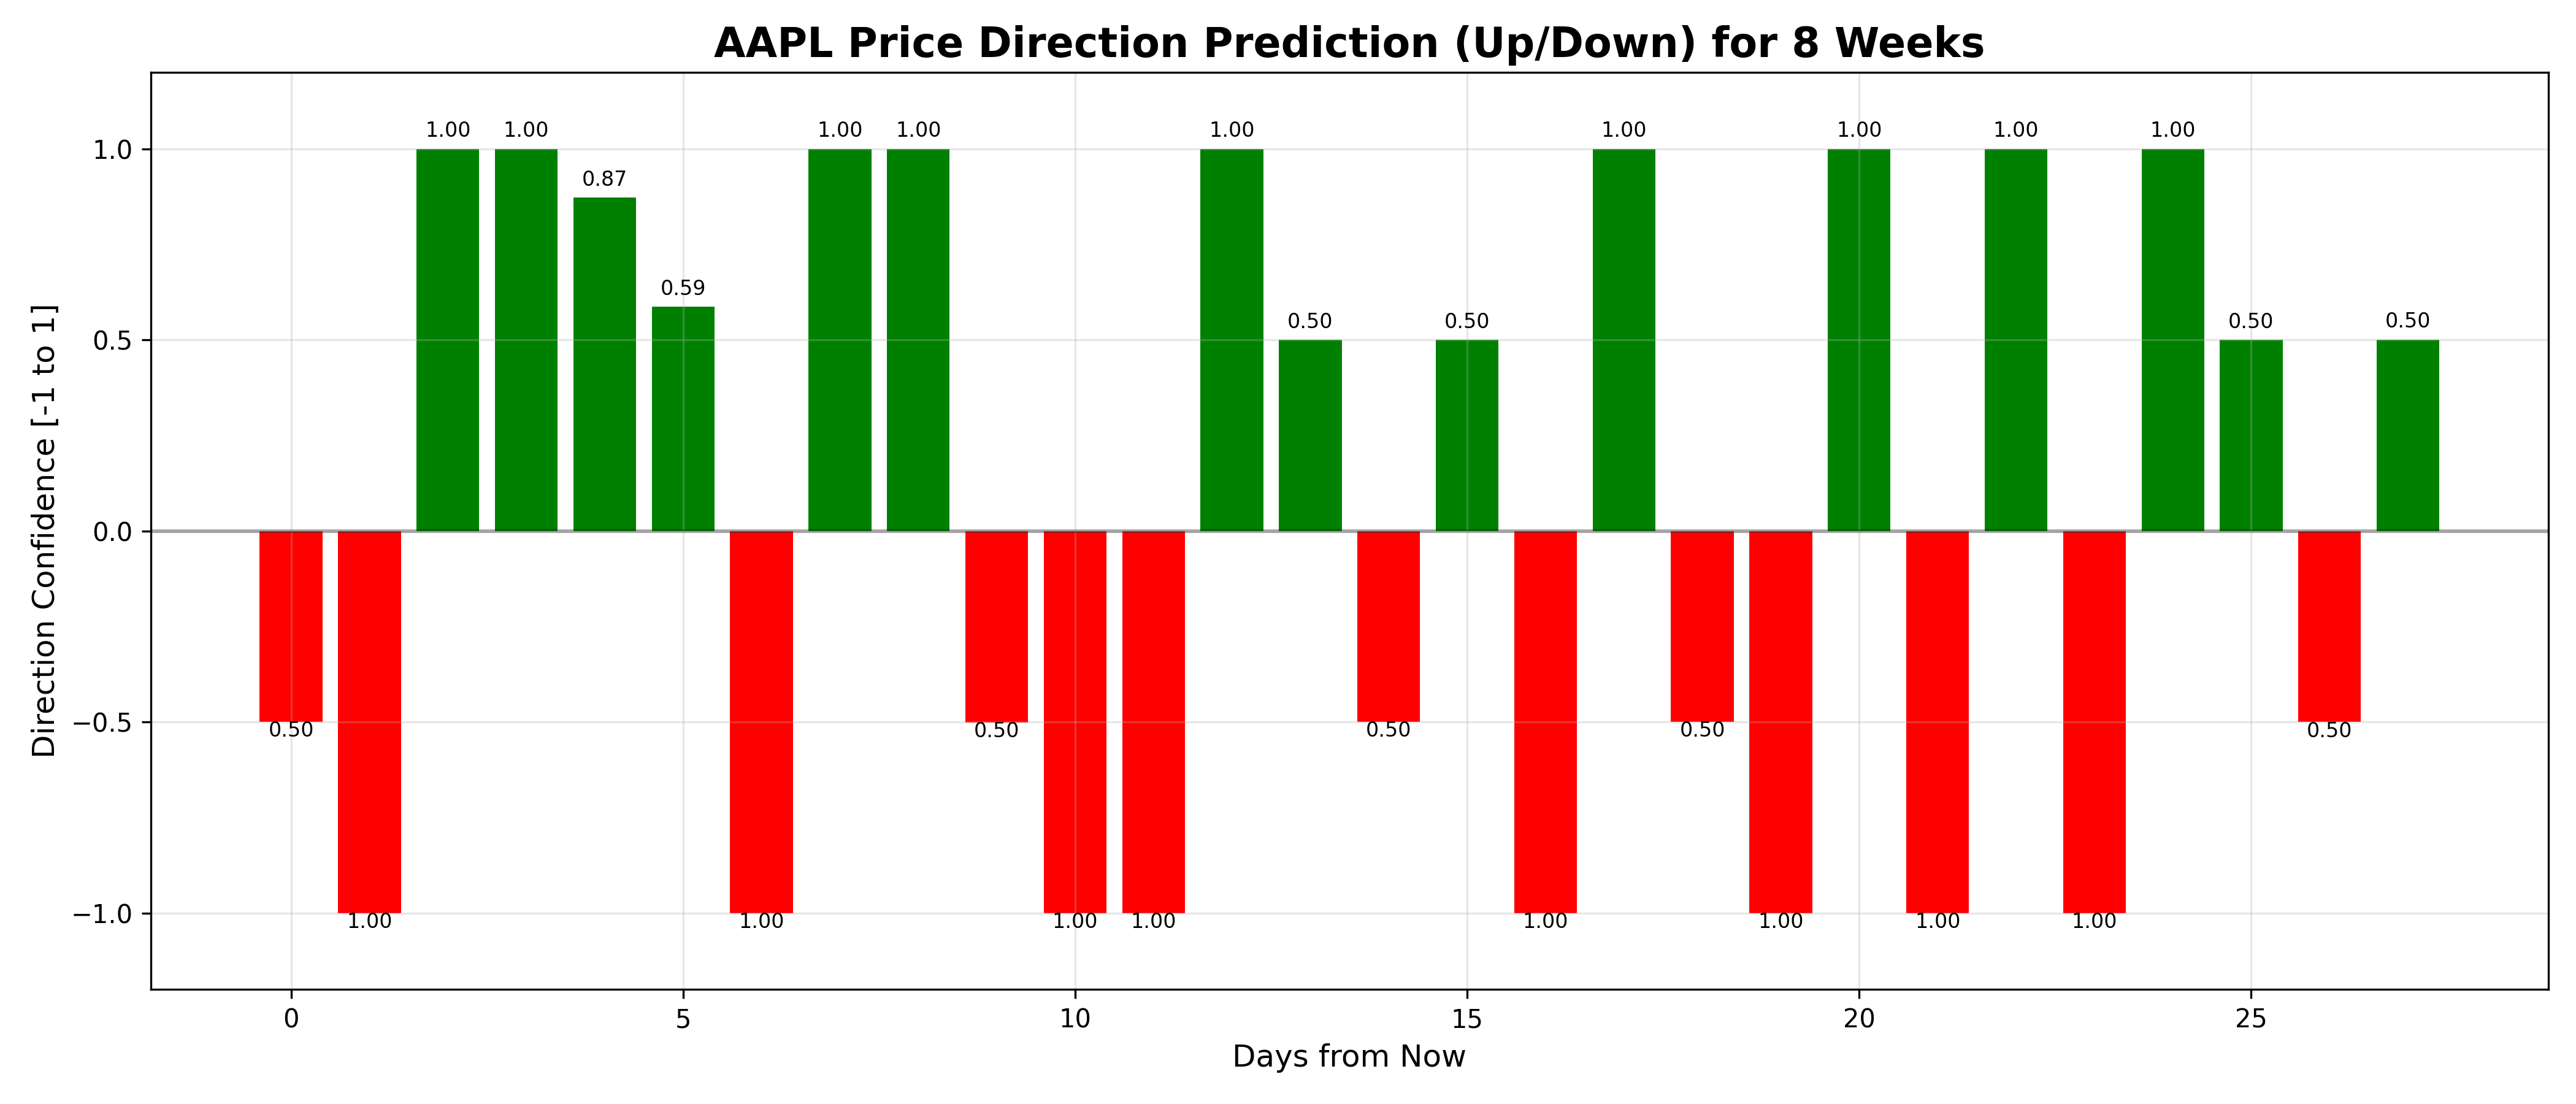 AAPL Price Direction Prediction (Up/Down) for 8 Weeks
1.00 1.00 1.00 1.00 1.00 1.00 1.00 1.00 1.00
0.87
0.59
0.50 0.50 0.50 0.50
0.50 0.50 0.50 0.50 0.50
1.00 1.00 1.00 1.00 1.00 1.00 1.00 1.00
1.0
0.5
0.0
−0.5
−1.0
Direction Confidence [-1 to 1]
0 5 10 15 20 25
Days from Now